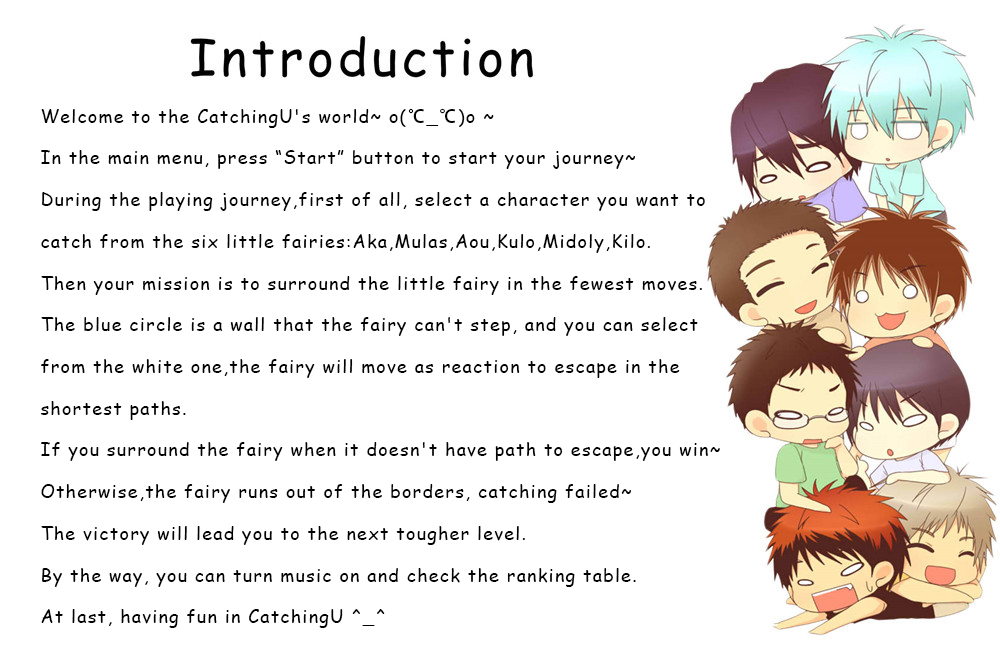 Introduction
Welcome to the CatchingU's world~ o(℃_℃)o ~
In the main menu, press “Start” button to start your journey~
During the playing journey,first of all, select a character you want to
catch from the six little fairies:Aka,Mulas,Aou,Kulo,Midoly,Kilo.
Then your mission is to surround the little fairy in the fewest moves.
The blue circle is a wall that the fairy can't step, and you can select
from the white one,the fairy will move as reaction to escape in the
shortest paths.
If you surround the fairy when it doesn't have path to escape,you win~
Otherwise,the fairy runs out of the borders, catching failed~
The victory will lead you to the next tougher level.
By the way, you can turn music on and check the ranking table.
At last, having fun in CatchingU ^_^